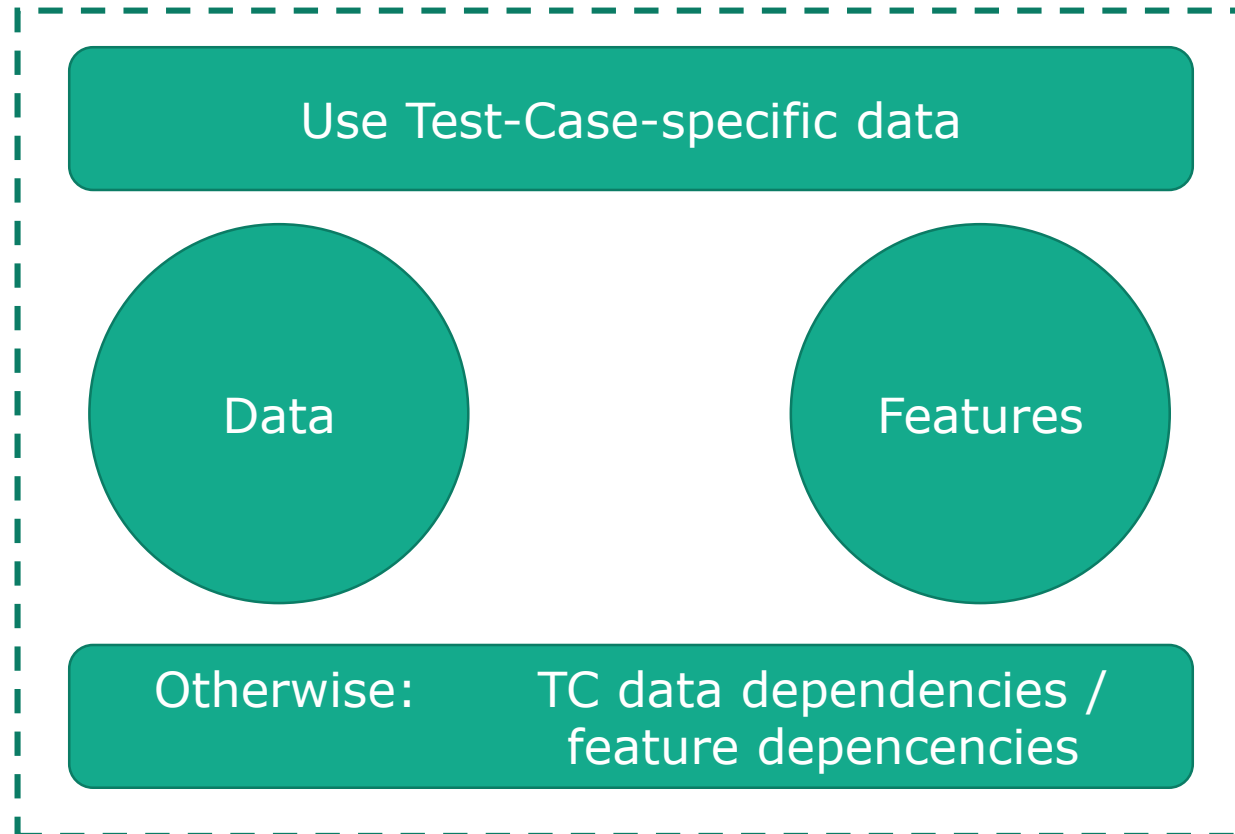 Use Test-Case-specific data
Data
Features
Otherwise: TC data dependencies /
feature depencencies